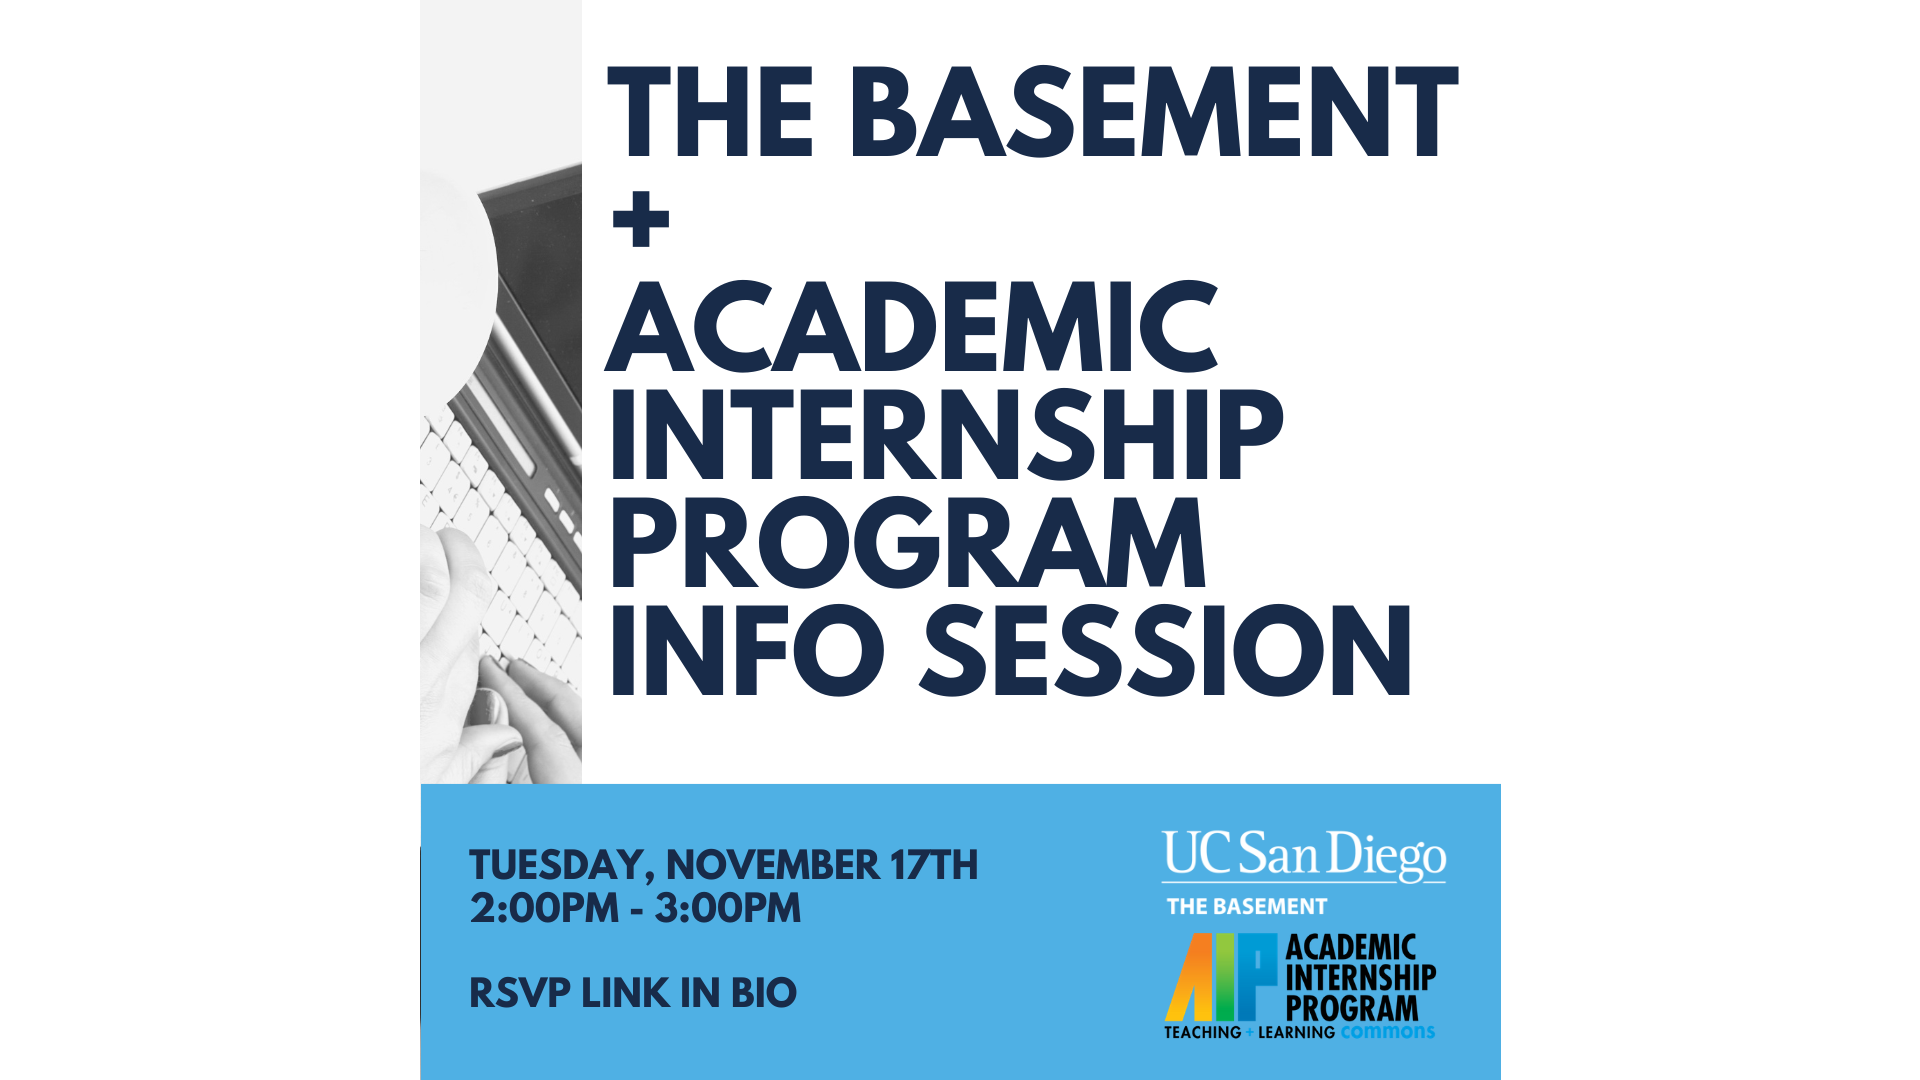 THE BASEMENT
+
ACADEMIC
INTERNSHIP
PROGRAM
INFO SESSION
TUESDAY, NOVEMBER 17TH
2:00PM - 3:00PM
RSVP LINK IN BIO
UC San Diego
THE BASEMENT
AIP ACADEMIC
INTERNSHIP
PROGRAM
TEACHING + LEARNING commons